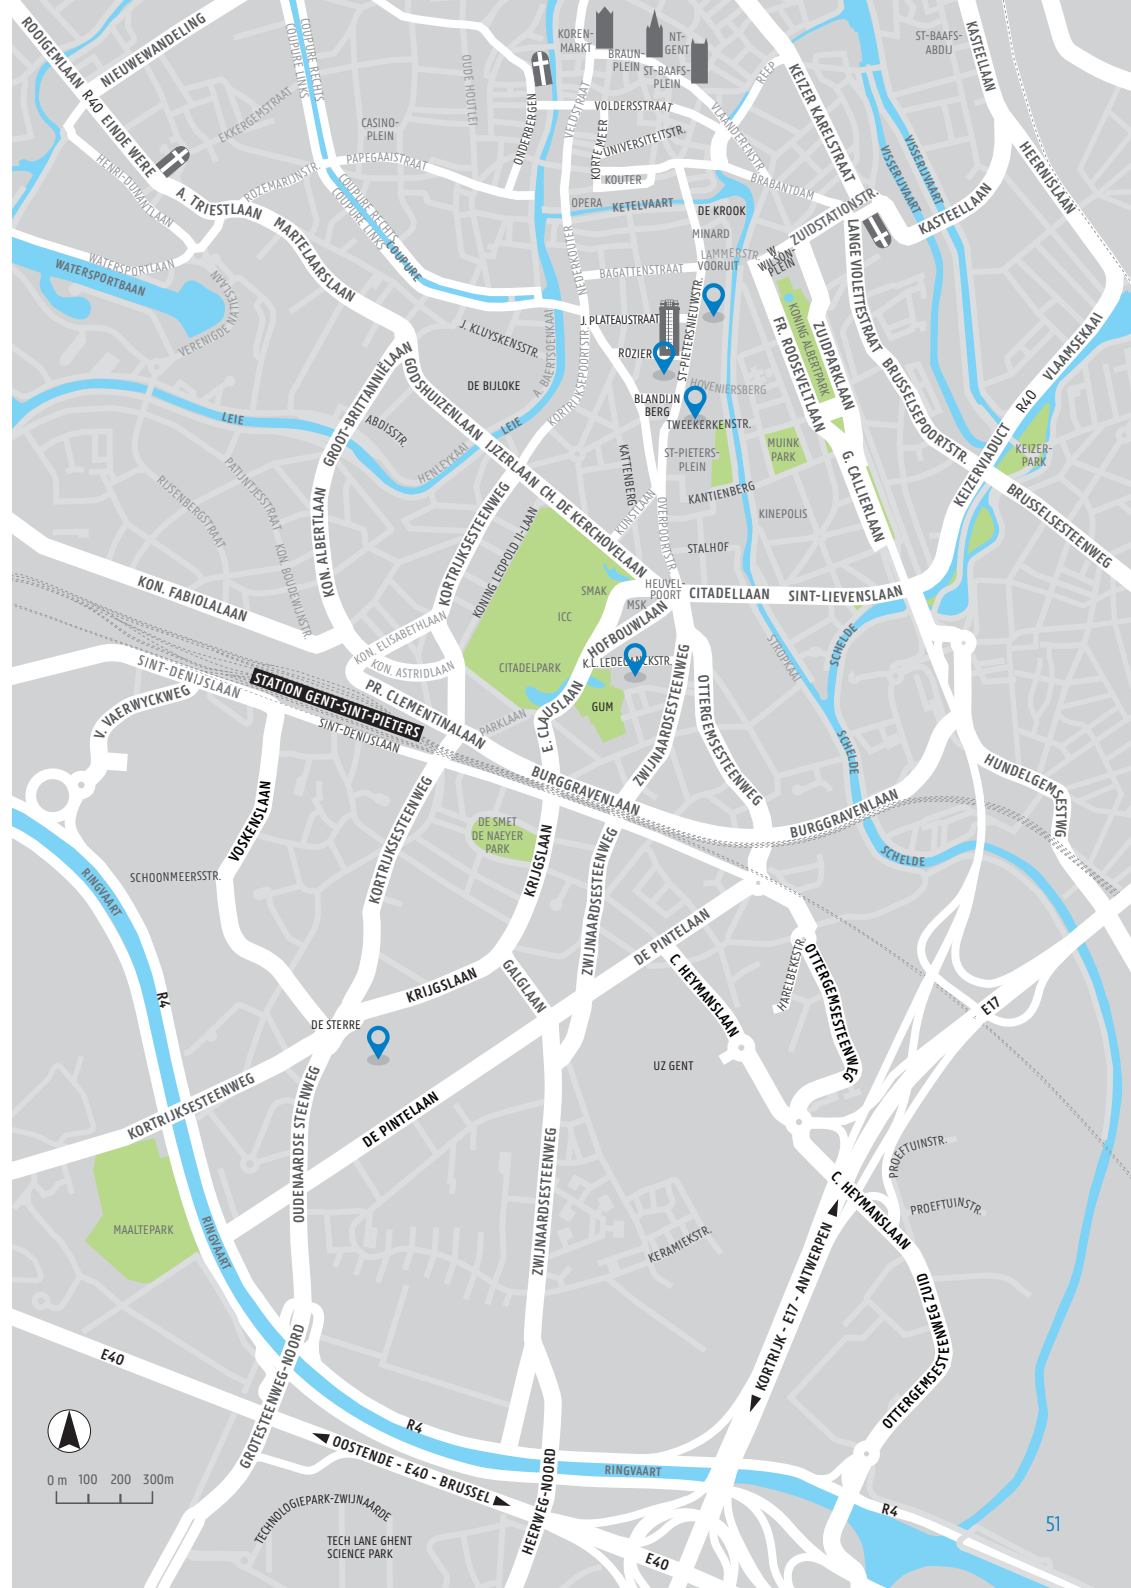 ROOIGEMLAAN
R40
EINDE WERE
NIEUWEWANDELING
COUPURE RECHTS
COUPURE LINKS
OUDE HOUTLEI
KOREN-
MARKT
BRAUN-
PLEIN
NT-
GENT
ST-BAAFS-
PLEIN
REEP
ST-BAAFS-
ABDIJ
KASTEELLAAN
KEIZER KARELSTRAAT
EKKERGEMSTRAAT
CASINO-
PLEIN
ONDERBERGEN
VELDSTRAAT
VOLDERSSTRAAT
KORTE MEER
UNIVERSITEITSTR.
VLAANDERENSTR
VISSERIJVAART
VISSERIJVAART
HEERNISLAAN
HENRI DUNANTLAAN
ROZEMARIJNSTR.
PAPEGAAISTRAAT
KOUTER
BRABANTDAM
A. TRIESTLAAN
COUPURE RECHTS
COUPURE LINKS
COUPURE
OPERA
KETELVAART
DE KROOK
ZUIDSTATIONSTR.
KASTEELLAAN
MARTELAARSLAAN
MINARD
LAMMERSTR.
VOORUIT
W.
WILSON-
PLEIN
LANGE VIOLETTESTRAAT
WATERSPORTLAAN
WATERSPORTBAAN
VERENIGDE NATIESLAAN
NEDERKOUTER
BAGATTENSTRAAT
J. KLUYSKENSSTR.
A. BAERTSOENKAAI
J. PLATEAUSTRAAT
ST-PIETERSNIEUWSTR.
KONING ALBERTPARK
FR. ROOSEVELTLAAN
ZUIDPARKLAAN
VLAAMSEKAAI
R40
KEIZERVIADUCT
ROZIER
HOVENIERSBERG
GROOT-BRITTANNIËLAAN
GODSHUIZENLAAN
DE BIJLOKE
KORTRIJKSEPOORTSTR.
BLANDIJN
BERG
TWEEKERKENSTR.
BRUSSELSEPOORTSTR.
LEIE
ABDISSTR.
LEIE
HENLEYKAAI
IJZERLAAN
ST-PIETERS-
PLEIN
MUINK
PARK
G. CALLIERLAAN
KEIZER-
PARK
KATTENBERG
PATIJNTJESSTRAAT
RIJSENBERGSTRAAT
KON. ALBERTLAAN
KORTRIJKSESTEENWEG
CH. DE KERCHOVELAAN
KUNSTLAAN
OVERPOORTSTR.
KANTIENBERG
KINEPOLIS
BRUSSELSESTEENWEG
KON. BOUDEWIJNSTR.
KONING LEOPOLD II-LAAN
STALHOF
KON. FABIOLALAAN
SMAK
HEUVEL-
POORT
CITADELLAAN
SINT-LIEVENSLAAN
ICC
MSK
HOFBOUWLAAN
KON. ELISABETHLAAN
KON. ASTRIDLAAN
CITADELPARK
K.L. LEDEGANCKSTR.
STROPKAAI
SCHELDE
SINT-DENIJSLAAN
STATION GENT-SINT-PIETERS
PR. CLEMENTINALAAN
V. VAERWYCKWEG
SINT-DENIJSLAAN
PARKLAAN
E. CLAUSLAAN
GUM
ZWIJNAARDSESTEENWEG
OTTERGEMSESTEENWEG
SCHELDE
HUNDELGEMSESTWG
BURGGRAVENLAAN
BURGGRAVENLAAN
VOSKENSLAAN
KORTRIJKSESTEENWEG
DE SMET
DE NAEYER
PARK
KRIJGSLAAN
SCHELDE
SCHOONMEERSSTR.
RINGVAART
ZWIJNAARDSESTEENWEG
DE PINTELAAN
HARELBEKESTR.
OTTERGEMSESTEENWEG
R4
KRIJGSLAAN
GALGLAAN
C. HEYMANSLAAN
E17
DE STERRE
UZ GENT
KORTRIJKSESTEENWEG
OUDENAARDSE STEENWEG
DE PINTELAAN
PROEFTUINSTR.
C. HEYMANSLAAN
PROEFTUINSTR.
MAALTEPARK
RINGVAART
ZWIJNAARDSESTEENWEG
KERAMIEKSTR.
KORTRIJK - E17 - ANTWERPEN
OTTERGEMSESTEENWEG ZUID
E40
GROTESTEENWEG-NOORD
R4
OOSTENDE - E40 - BRUSSEL
HEERWEG-NOORD
RINGVAART
R4
0 m 100 200 300m
TECHNOLOGIEPARK-ZWIJNAARDE
TECH LANE GHENT
SCIENCE PARK
E40
51